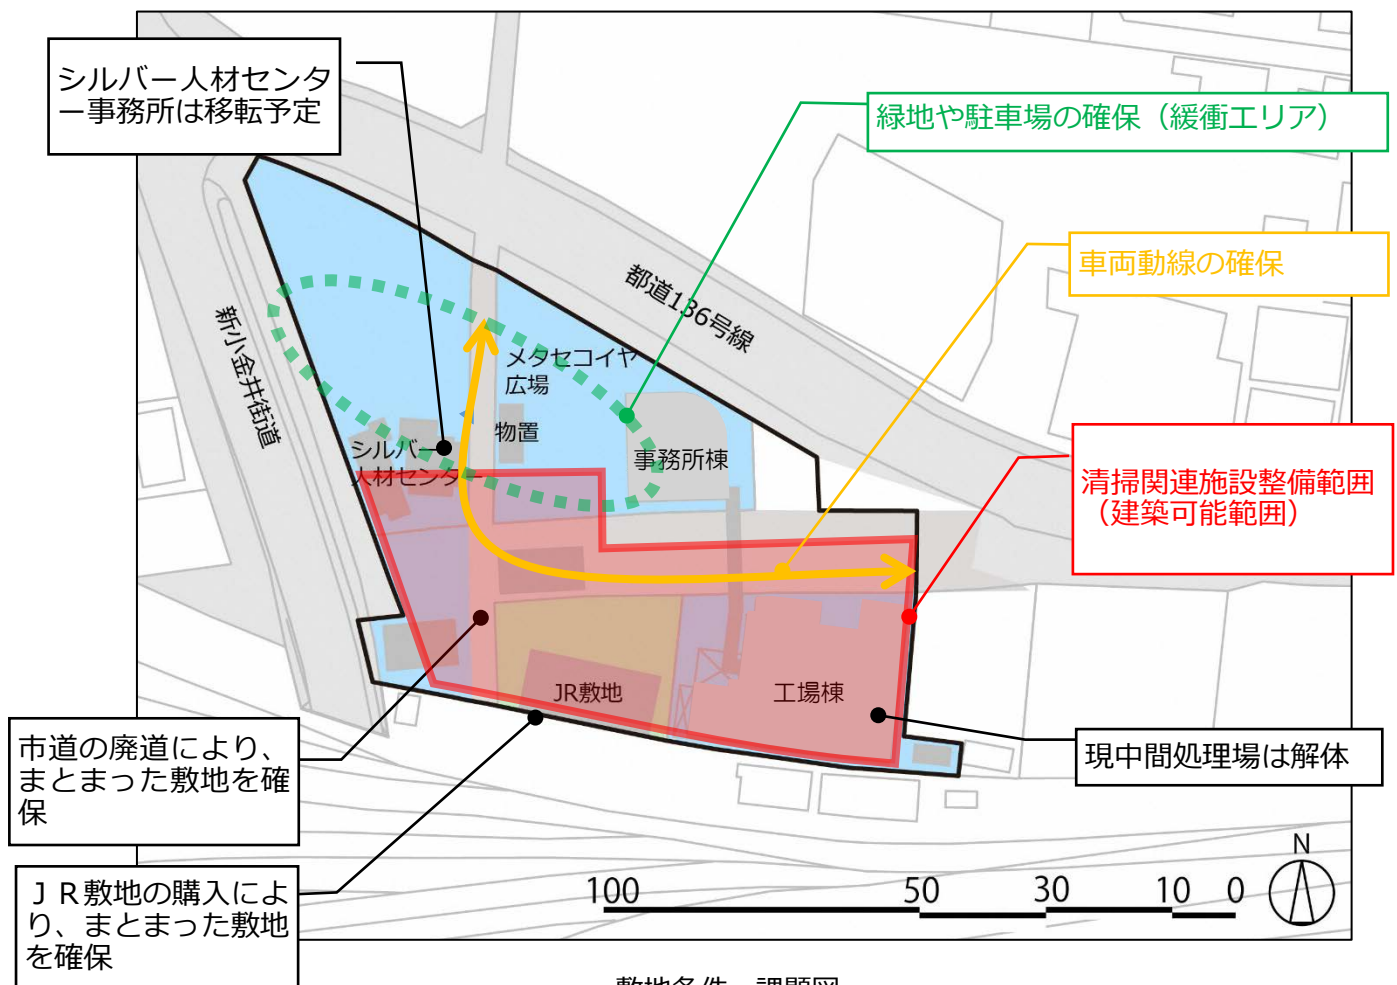 シルバー人材センタ
ー事務所は移転予定
緑地や駐車場の確保（緩衝エリア）
車両動線の確保
都道136号線
新小金井街道
メタセコイヤ
広場
物置
シルバー
人材センター
事務所棟
清掃関連施設整備範囲
（建築可能範囲）
JR敷地
工場棟
市道の廃道により、
まとまった敷地を確
保
現中間処理場は解体
ＪＲ敷地の購入によ
り、まとまった敷地
を確保
100 50 30 10 0
N
敷地条件・課題図